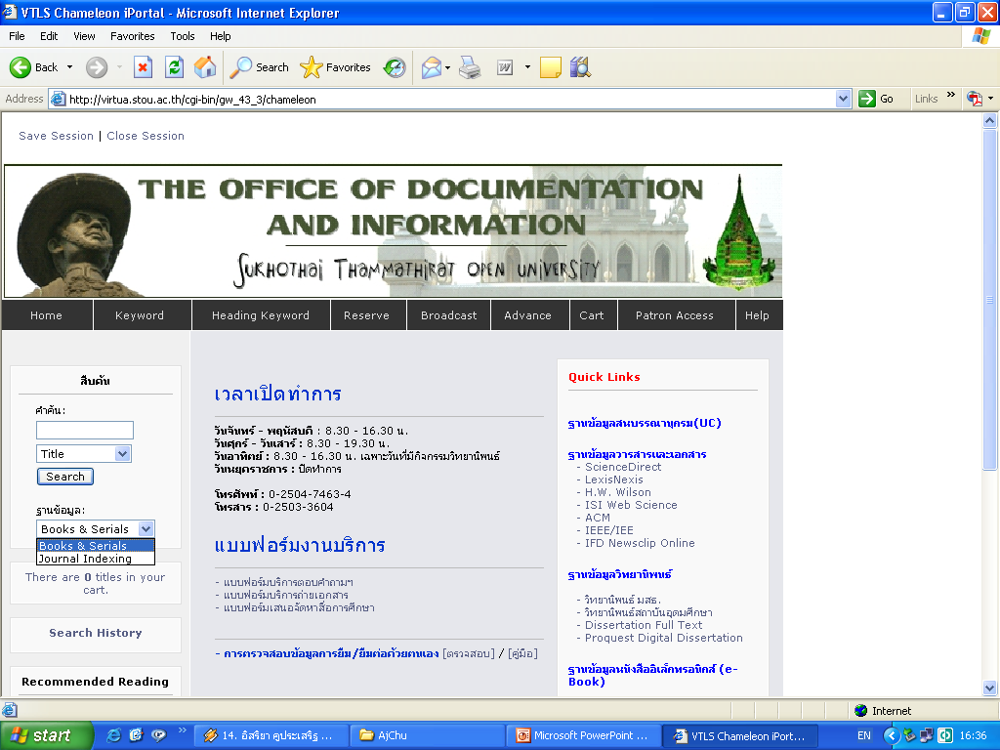 VTLS Chameleon iPortal - Microsoft Internet Explorer
File Edit View Favorites Tools Help
Back Search Favorites
Address http://virtua.stou.ac.th/cgi-bin/gw_43_3/chameleon Go Links »
Save Session | Close Session
THE OFFICE OF DOCUMENTATION
AND INFORMATION
Sukhothai Thammathirat Open University
Home Keyword Heading Keyword Reserve Broadcast Advance Cart Patron Access Help
สืบค้น
คำค้น:
Title
Search
ฐานข้อมูล:
Books & Serials
Books & Serials
Journal Indexing
There are 0 titles in your
cart.
Search History
Recommended Reading
เวลาเปิดทำการ
วันจันทร์ - พฤหัสบดี : 8.30 - 16.30 น.
วันศุกร์ - วันเสาร์ : 8.30 - 19.30 น.
วันอาทิตย์ : 8.30 - 16.30 น. เฉพาะวันที่มีกิจกรรมวิทยานิพนธ์
วันหยุดราชการ : ปิดทำการ
โทรศัพท์ : 0-2504-7463-4
โทรสาร : 0-2503-3604
แบบฟอร์มงานบริการ
- แบบฟอร์มบริการตอบคำถามฯ
- แบบฟอร์มบริการถ่ายเอกสาร
- แบบฟอร์มเสนอจัดหาสื่อการศึกษา
- การตรวจสอบข้อมูลการยืม/ยืมต่อด้วยตนเอง [ตรวจสอบ] / [คู่มือ]
Quick Links
ฐานข้อมูลสหบรรณานุกรม(UC)
ฐานข้อมูลวารสารและเอกสาร
- ScienceDirect
- LexisNexis
- H.W. Wilson
- ISI Web Science
- ACM
- IEEE/IEE
- IFD Newsclip Online
ฐานข้อมูลวิทยานิพนธ์
- วิทยานิพนธ์ มสธ.
- วิทยานิพนธ์สถาบันอุดมศึกษา
- Dissertation Full Text
- Proquest Digital Dissertation
ฐานข้อมูลหนังสืออิเล็กทรอนิกส์ (e-
Book)
Internet
start » 14. อิสริยา คูประเสริฐ ... AjChu Microsoft PowerPoint ... VTLS Chameleon iPort... EN 16:36